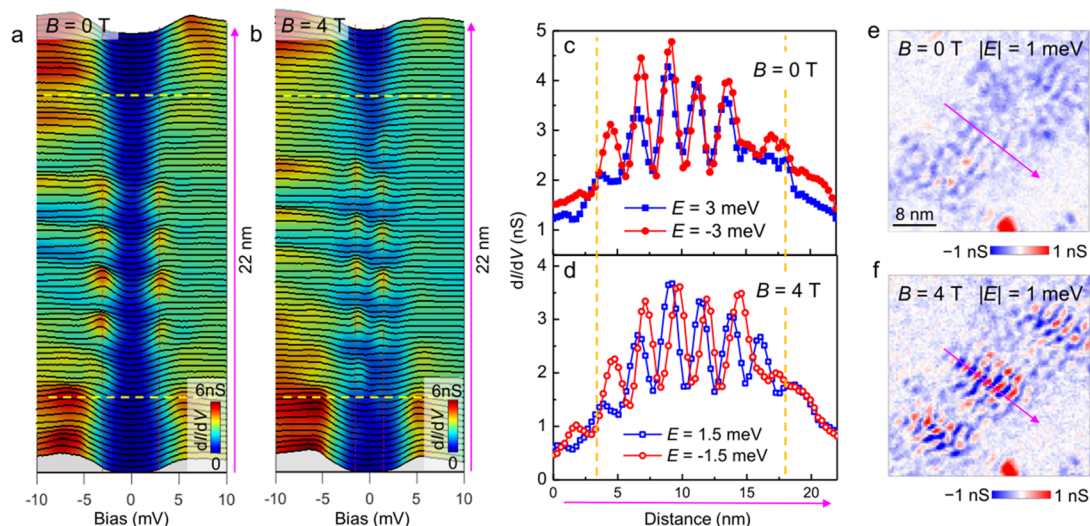 a
B = 0 T
22 nm
6nS
dI/dV
0
-10 -5 0 5 10
Bias (mV)
b
B = 4 T
22 nm
6nS
dI/dV
0
-10 -5 0 5 10
Bias (mV)
c
B = 0 T
5
4
3
2
1
E = 3 meV
E = -3 meV
dI/dV (nS)
d
B = 4 T
4
3
2
1
0
E = 1.5 meV
E = -1.5 meV
0 5 10 15 20
Distance (nm)
e
B = 0 T |E| = 1 meV
8 nm
−1 nS 1 nS
f
B = 4 T |E| = 1 meV
−1 nS 1 nS